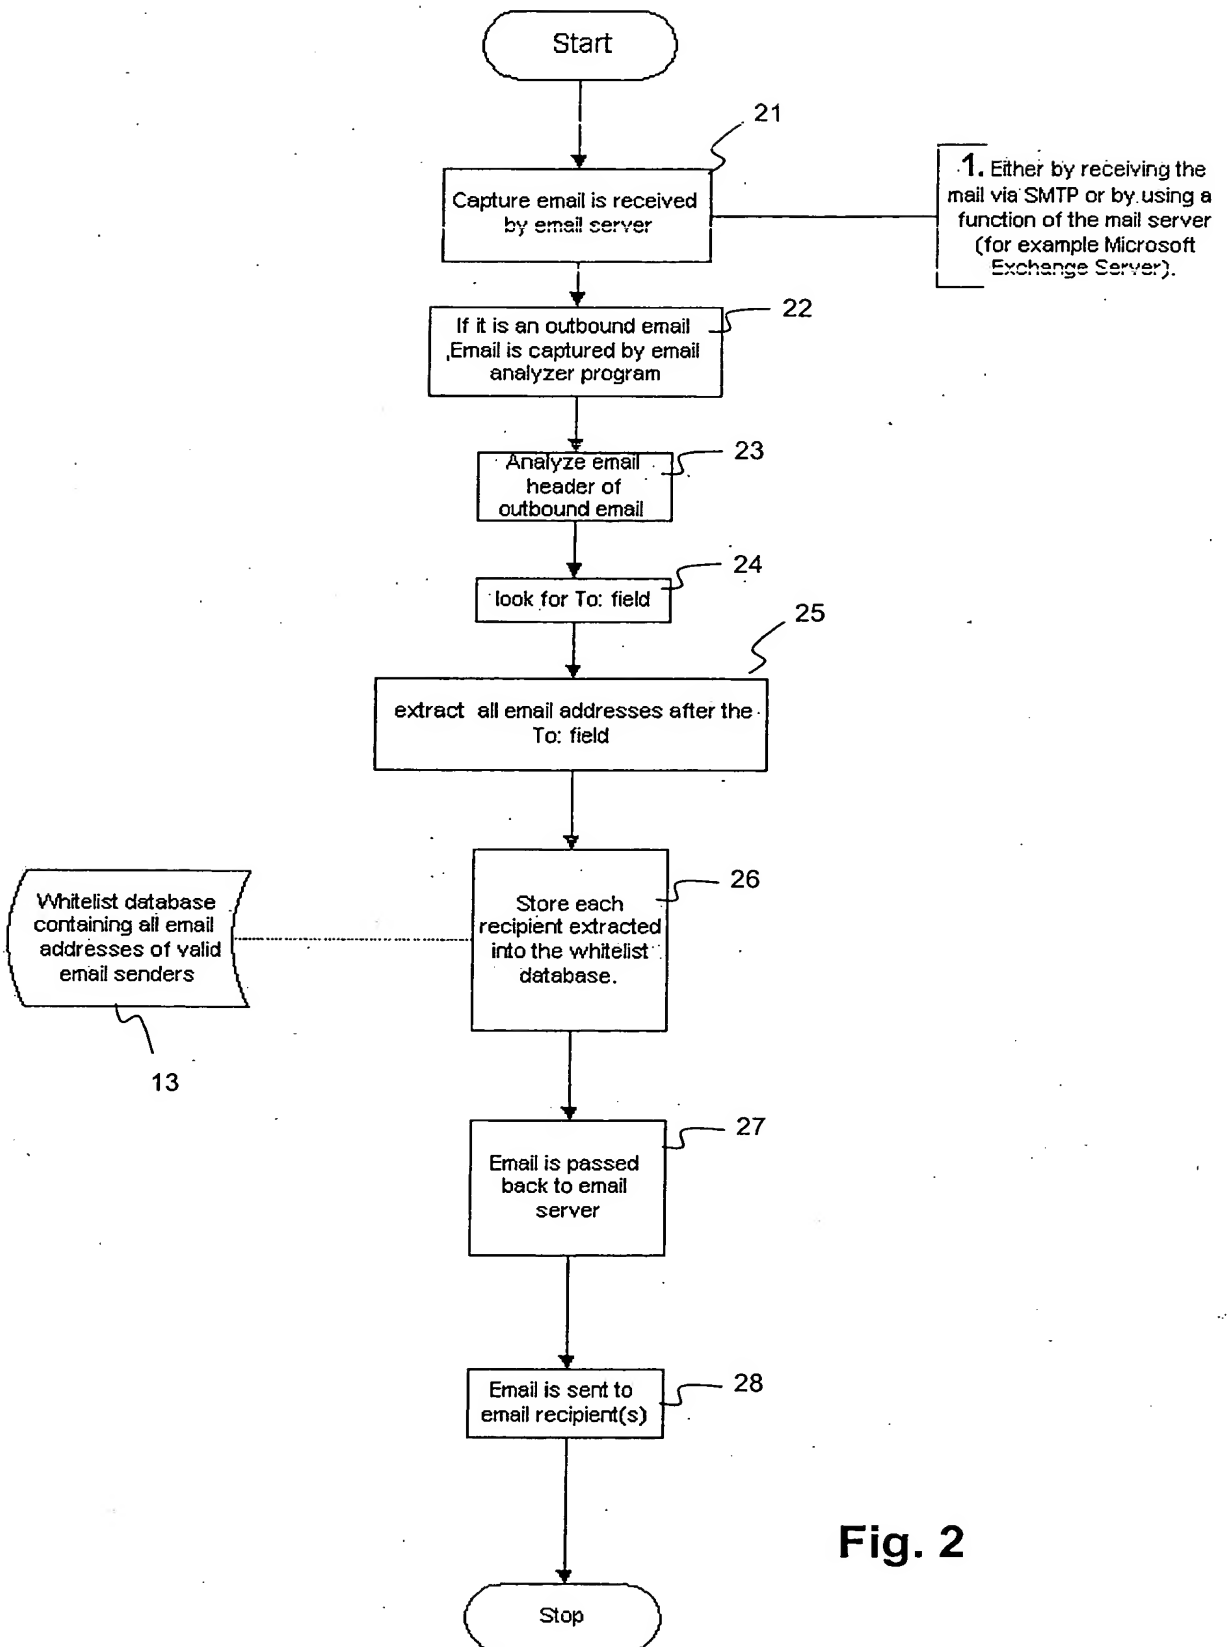 Start
21
Capture email is received
by email server
1. Either by receiving the
mail via SMTP or by using a
function of the mail server
(for example Microsoft
Exchange Server).
22
If it is an outbound email
,Email is captured by email
analyzer program
23
Analyze email
header of
outbound email
24
look for To: field
25
extract all email addresses after the
To: field
26
Store each
recipient extracted
into the whitelist
database.
Whitelist database
containing all email
addresses of valid
email senders
13
27
Email is passed
back to email
server
28
Email is sent to
email recipient(s)
Fig. 2
Stop